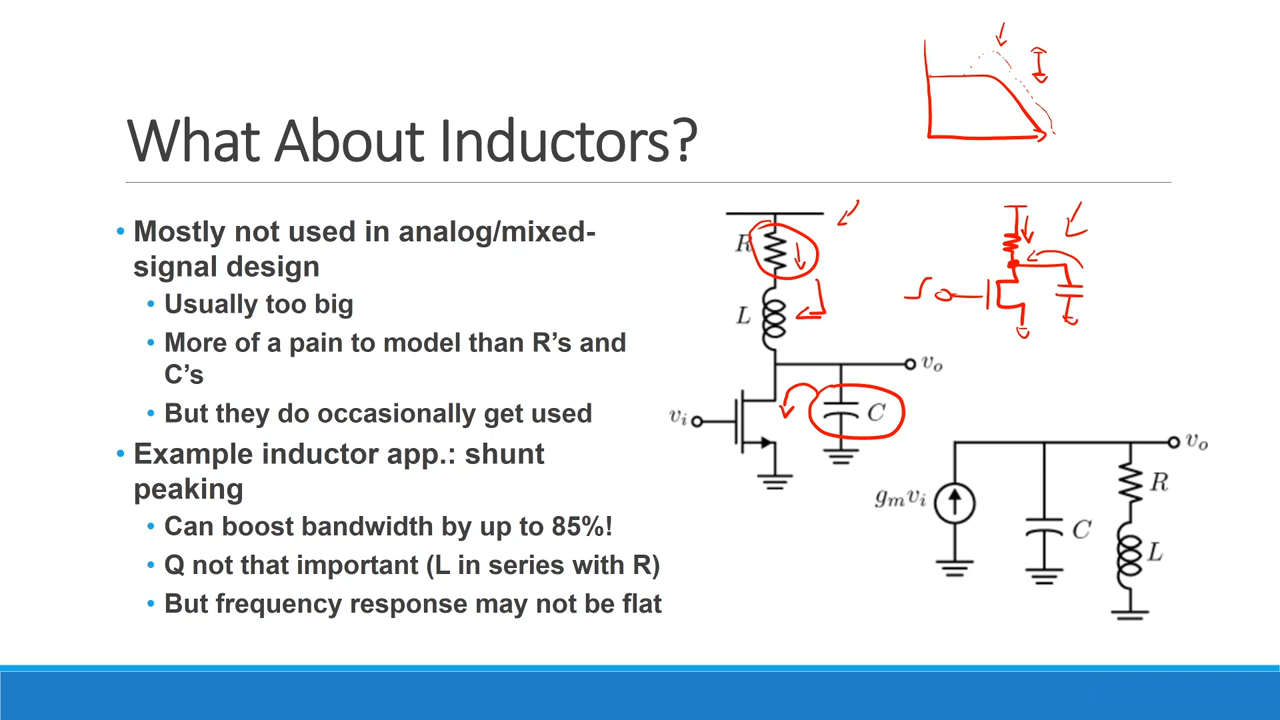 What About Inductors?
• Mostly not used in analog/mixed-
signal design
• Usually too big
• More of a pain to model than R's and
C's
• But they do occasionally get used
• Example inductor app.: shunt
peaking
• Can boost bandwidth by up to 85%!
• Q not that important (L in series with R)
• But frequency response may not be flat
R
L
v_o
v_i
C
g_m v_i
C
R
L
v_o